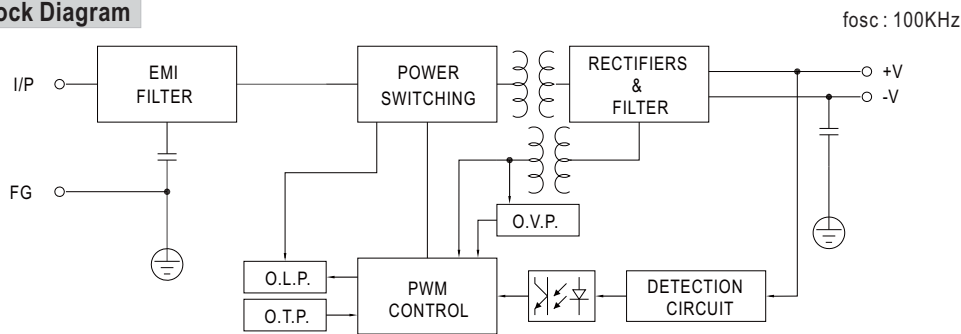 ock Diagram
fosc : 100KHz
I/P
EMI
FILTER
POWER
SWITCHING
RECTIFIERS
&
FILTER
+V
-V
FG
O.V.P.
O.L.P.
O.T.P.
PWM
CONTROL
DETECTION
CIRCUIT